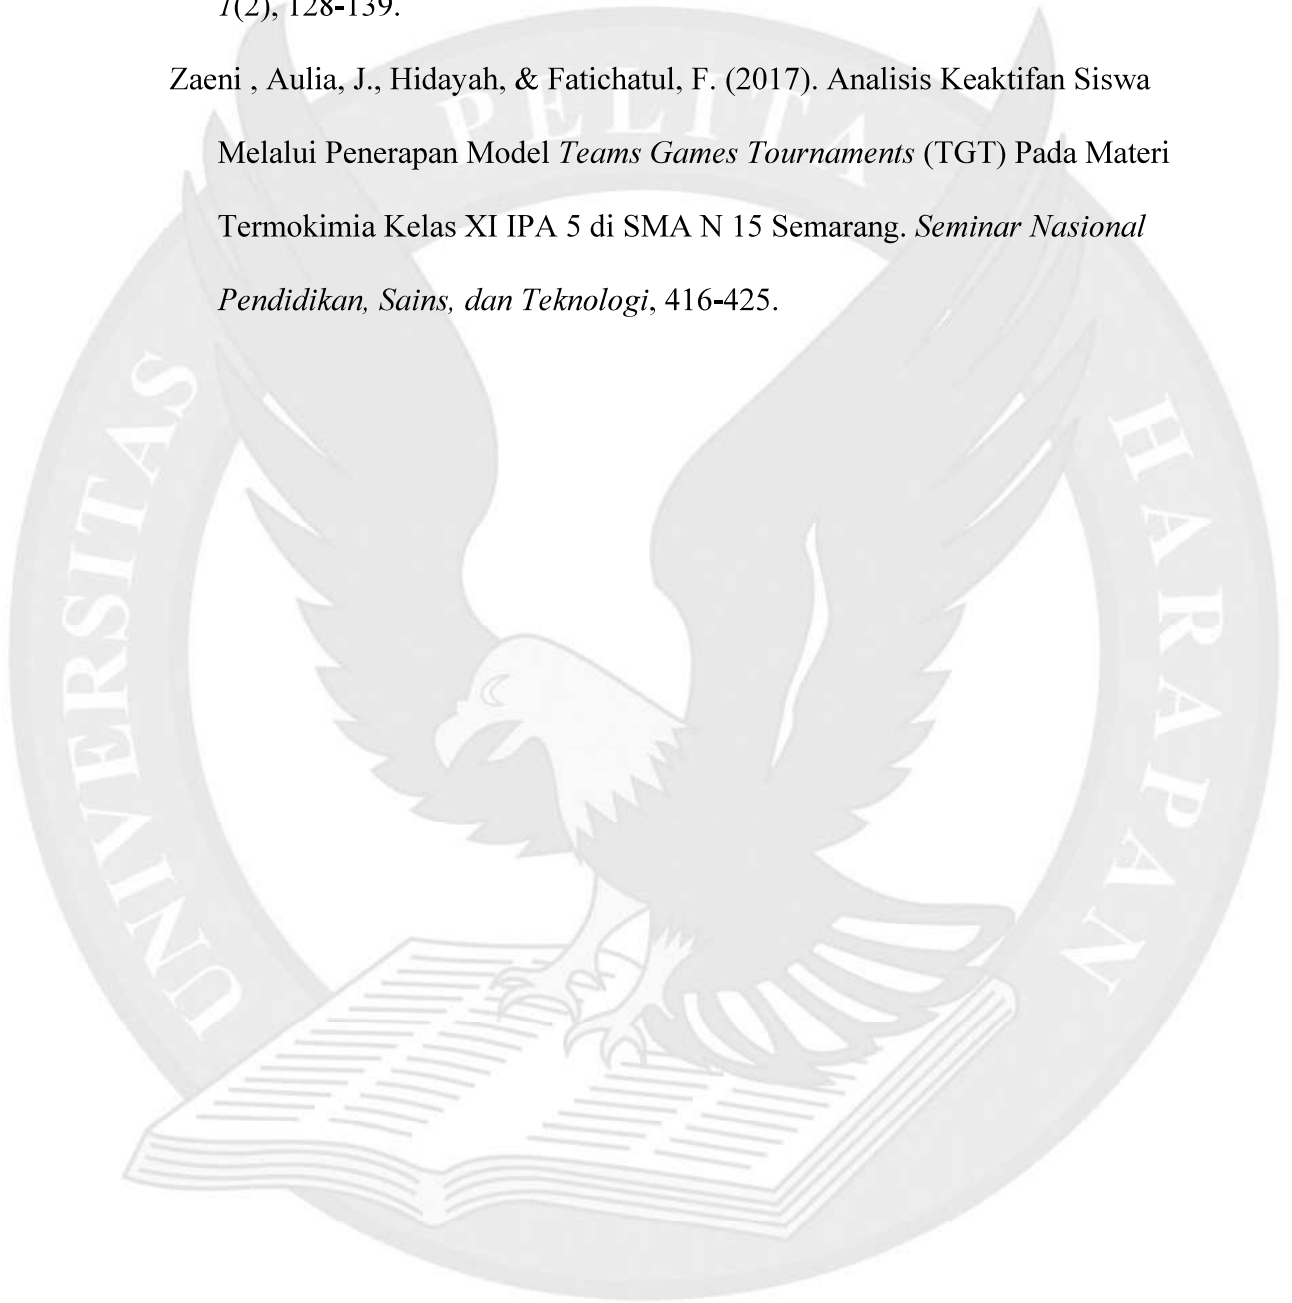 1(2), 128-139.
Zaeni , Aulia, J., Hidayah, & Fatichatul, F. (2017). Analisis Keaktifan Siswa
Melalui Penerapan Model Teams Games Tournaments (TGT) Pada Materi
Termokimia Kelas XI IPA 5 di SMA N 15 Semarang. Seminar Nasional
Pendidikan, Sains, dan Teknologi, 416-425.
UNIVERSITAS PELITA HARAPAN